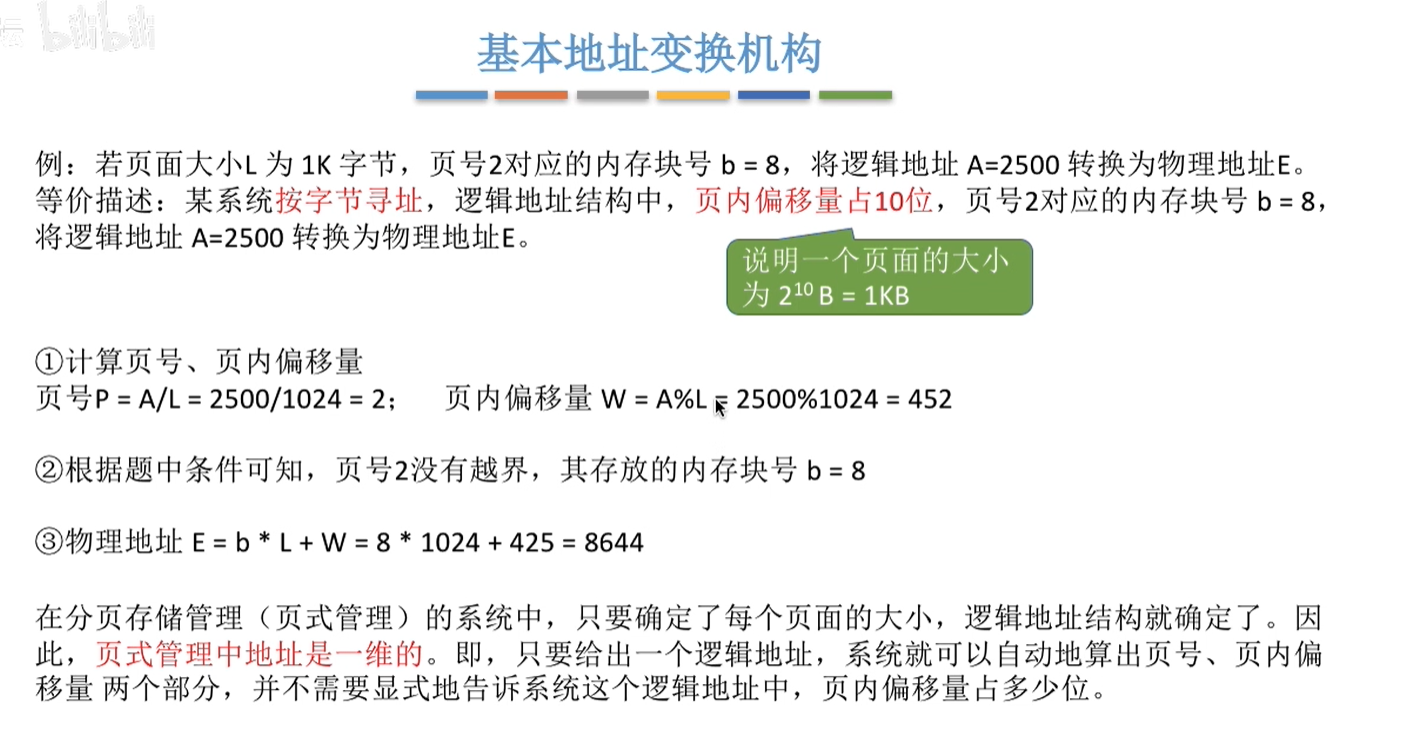 坛 bilibili
基本地址变换机构
例：若页面大小L 为 1K 字节，页号2对应的内存块号 b = 8，将逻辑地址 A=2500 转换为物理地址E。
等价描述：某系统按字节寻址，逻辑地址结构中，页内偏移量占10位，页号2对应的内存块号 b = 8，
将逻辑地址 A=2500 转换为物理地址E。
说明一个页面的大小
为 2¹⁰ B = 1KB
①计算页号、页内偏移量
页号P = A/L = 2500/1024 = 2； 页内偏移量 W = A%L = 2500%1024 = 452
②根据题中条件可知，页号2没有越界，其存放的内存块号 b = 8
③物理地址 E = b * L + W = 8 * 1024 + 425 = 8644
在分页存储管理（页式管理）的系统中，只要确定了每个页面的大小，逻辑地址结构就确定了。因
此，页式管理中地址是一维的。即，只要给出一个逻辑地址，系统就可以自动地算出页号、页内偏
移量 两个部分，并不需要显式地告诉系统这个逻辑地址中，页内偏移量占多少位。